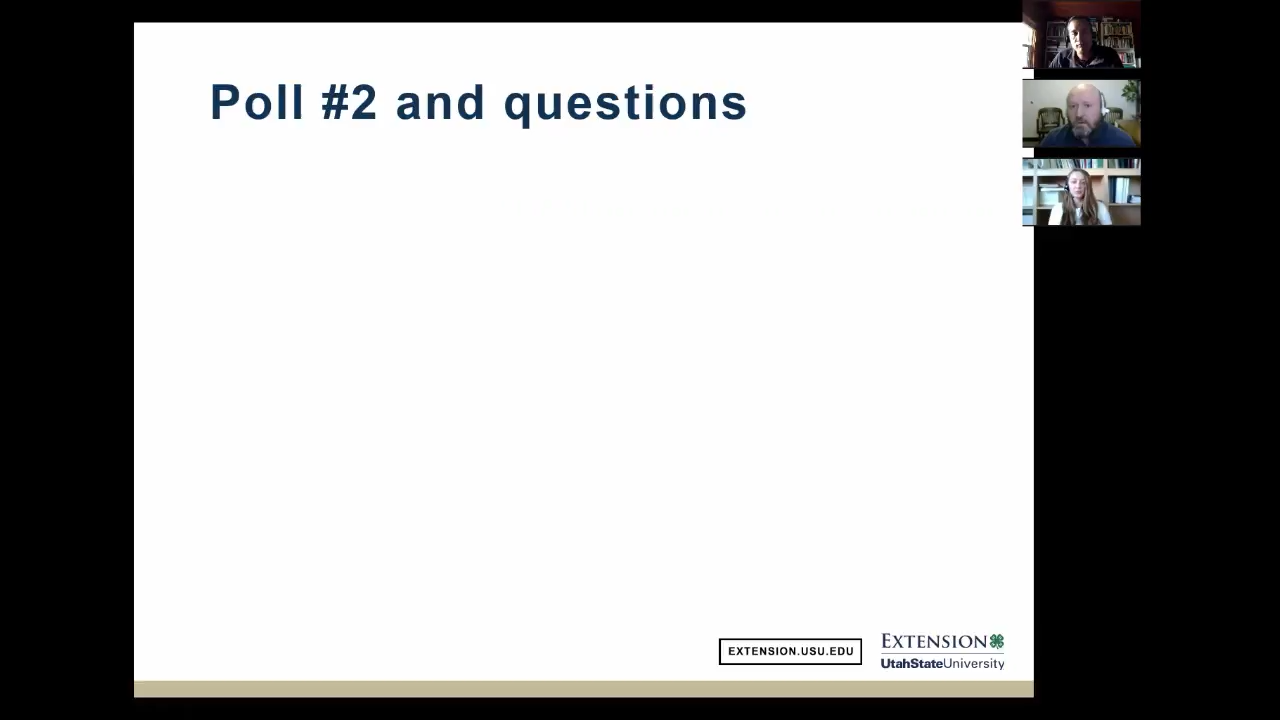 Poll #2 and questions
EXTENSION.USU.EDU
EXTENSION
UtahStateUniversity